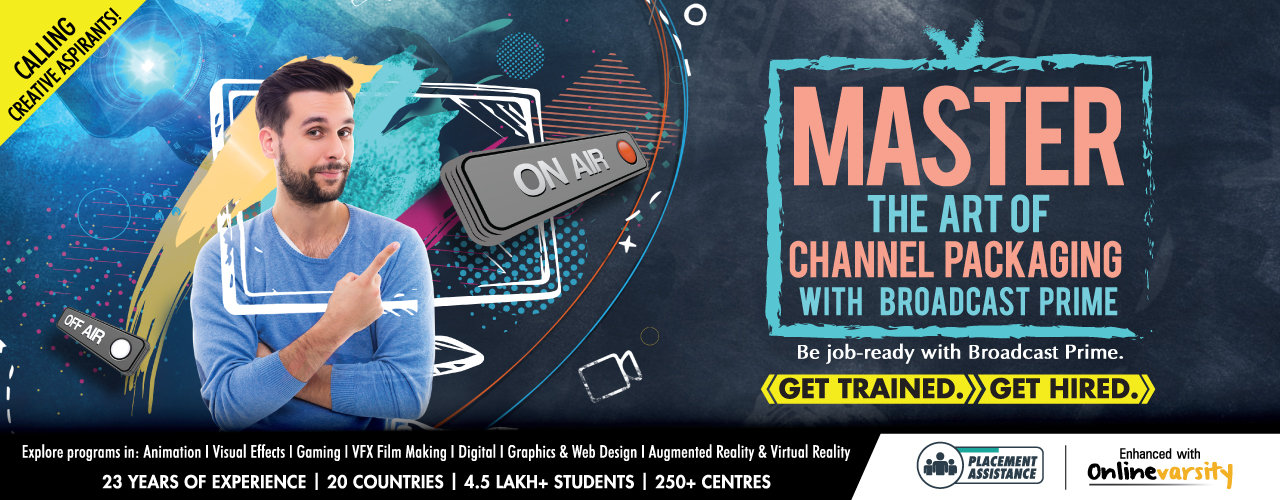 CALLING
CREATIVE ASPIRANTS!
ON AIR
OFF AIR
MASTER
THE ART OF
CHANNEL PACKAGING
WITH BROADCAST PRIME
Be job-ready with Broadcast Prime.
GET TRAINED. GET HIRED.
Explore programs in: Animation I Visual Effects I Gaming I VFX Film Making I Digital I Graphics & Web Design I Augmented Reality & Virtual Reality
23 YEARS OF EXPERIENCE | 20 COUNTRIES | 4.5 LAKH+ STUDENTS | 250+ CENTRES
PLACEMENT
ASSISTANCE
Enhanced with
Onlinevarsity